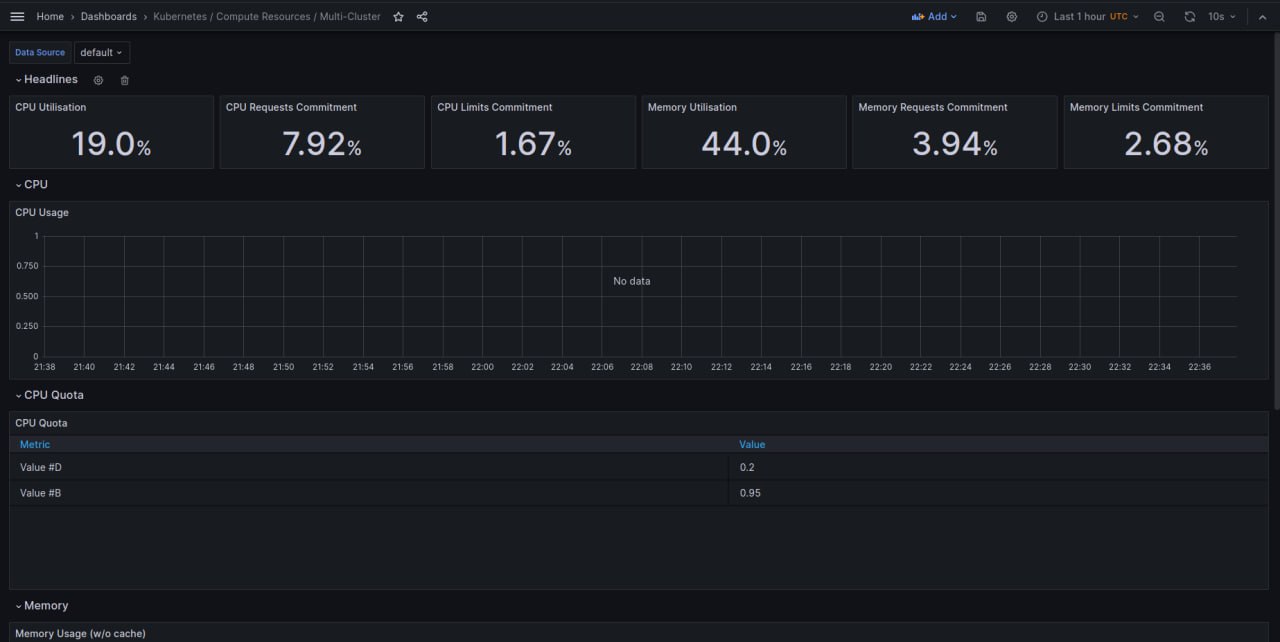 Home › Dashboards › Kubernetes / Compute Resources / Multi-Cluster Add Last 1 hour UTC 10s
Data Source default
Headlines
CPU Utilisation CPU Requests Commitment CPU Limits Commitment Memory Utilisation Memory Requests Commitment Memory Limits Commitment
19.0% 7.92% 1.67% 44.0% 3.94% 2.68%
CPU
CPU Usage
1
0.750
No data
0.500
0.250
0
21:38 21:40 21:42 21:44 21:46 21:48 21:50 21:52 21:54 21:56 21:58 22:00 22:02 22:04 22:06 22:08 22:10 22:12 22:14 22:16 22:18 22:20 22:22 22:24 22:26 22:28 22:30 22:32 22:34 22:36
CPU Quota
CPU Quota
Metric Value
Value #D 0.2
Value #B 0.95
Memory
Memory Usage (w/o cache)